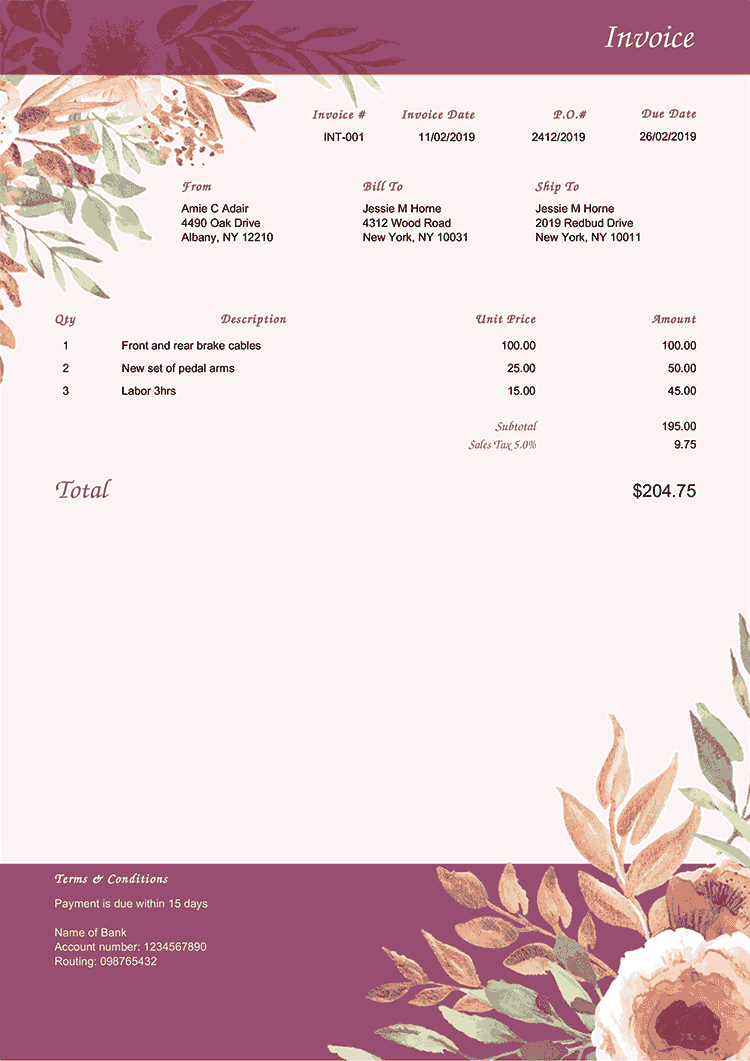 Invoice
Invoice # Invoice Date P.O.# Due Date
INT-001 11/02/2019 2412/2019 26/02/2019
From Bill To Ship To
Amie C Adair Jessie M Horne Jessie M Horne
4490 Oak Drive 4312 Wood Road 2019 Redbud Drive
Albany, NY 12210 New York, NY 10031 New York, NY 10011
Qty Description Unit Price Amount
1 Front and rear brake cables 100.00 100.00
2 New set of pedal arms 25.00 50.00
3 Labor 3hrs 15.00 45.00
Subtotal 195.00
Sales Tax 5.0% 9.75
Total $204.75
Terms & Conditions
Payment is due within 15 days
Name of Bank
Account number: 1234567890
Routing: 098765432